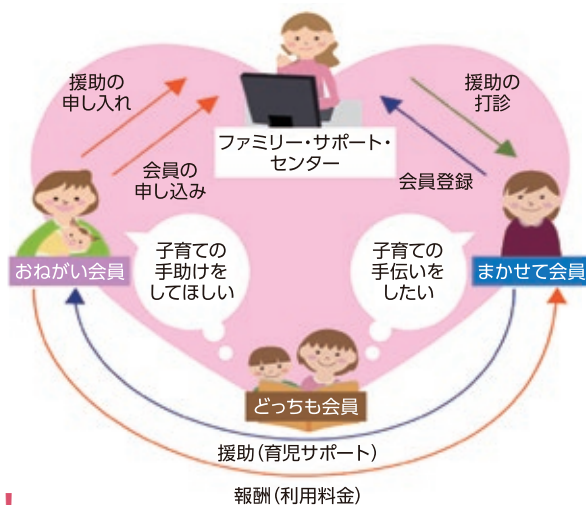 援助の
申し入れ
援助の
打診
ファミリー・サポート・
センター
会員の
申し込み
会員登録
おねがい会員
子育ての
手助けを
してほしい
子育ての
手伝いを
したい
まかせて会員
どっちも会員
援助(育児サポート)
報酬(利用料金)